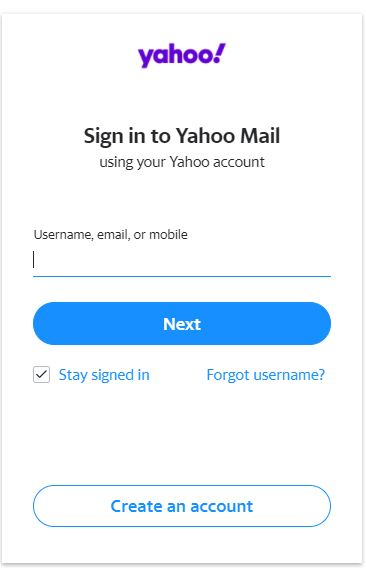 yahoo!
Sign in to Yahoo Mail
using your Yahoo account
Username, email, or mobile
Next
Stay signed in Forgot username?
Create an account